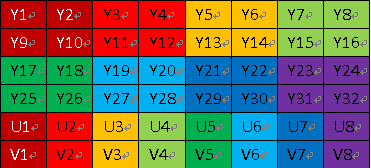 Y1 Y2 Y3 Y4 Y5 Y6 Y7 Y8
Y9 Y10 Y11 Y12 Y13 Y14 Y15 Y16
Y17 Y18 Y19 Y20 Y21 Y22 Y23 Y24
Y25 Y26 Y27 Y28 Y29 Y30 Y31 Y32
U1 U2 U3 U4 U5 U6 U7 U8
V1 V2 V3 V4 V5 V6 V7 V8